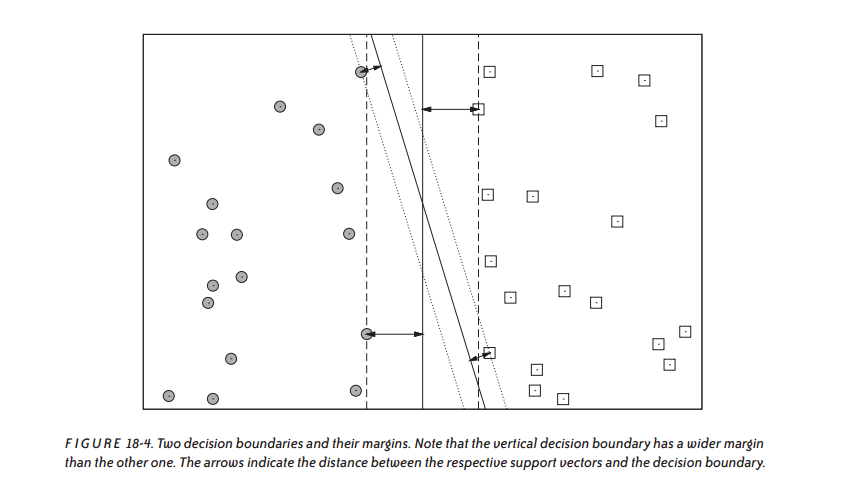 FIGURE 18-4. Two decision boundaries and their margins. Note that the vertical decision boundary has a wider margin
than the other one. The arrows indicate the distance between the respective support vectors and the decision boundary.